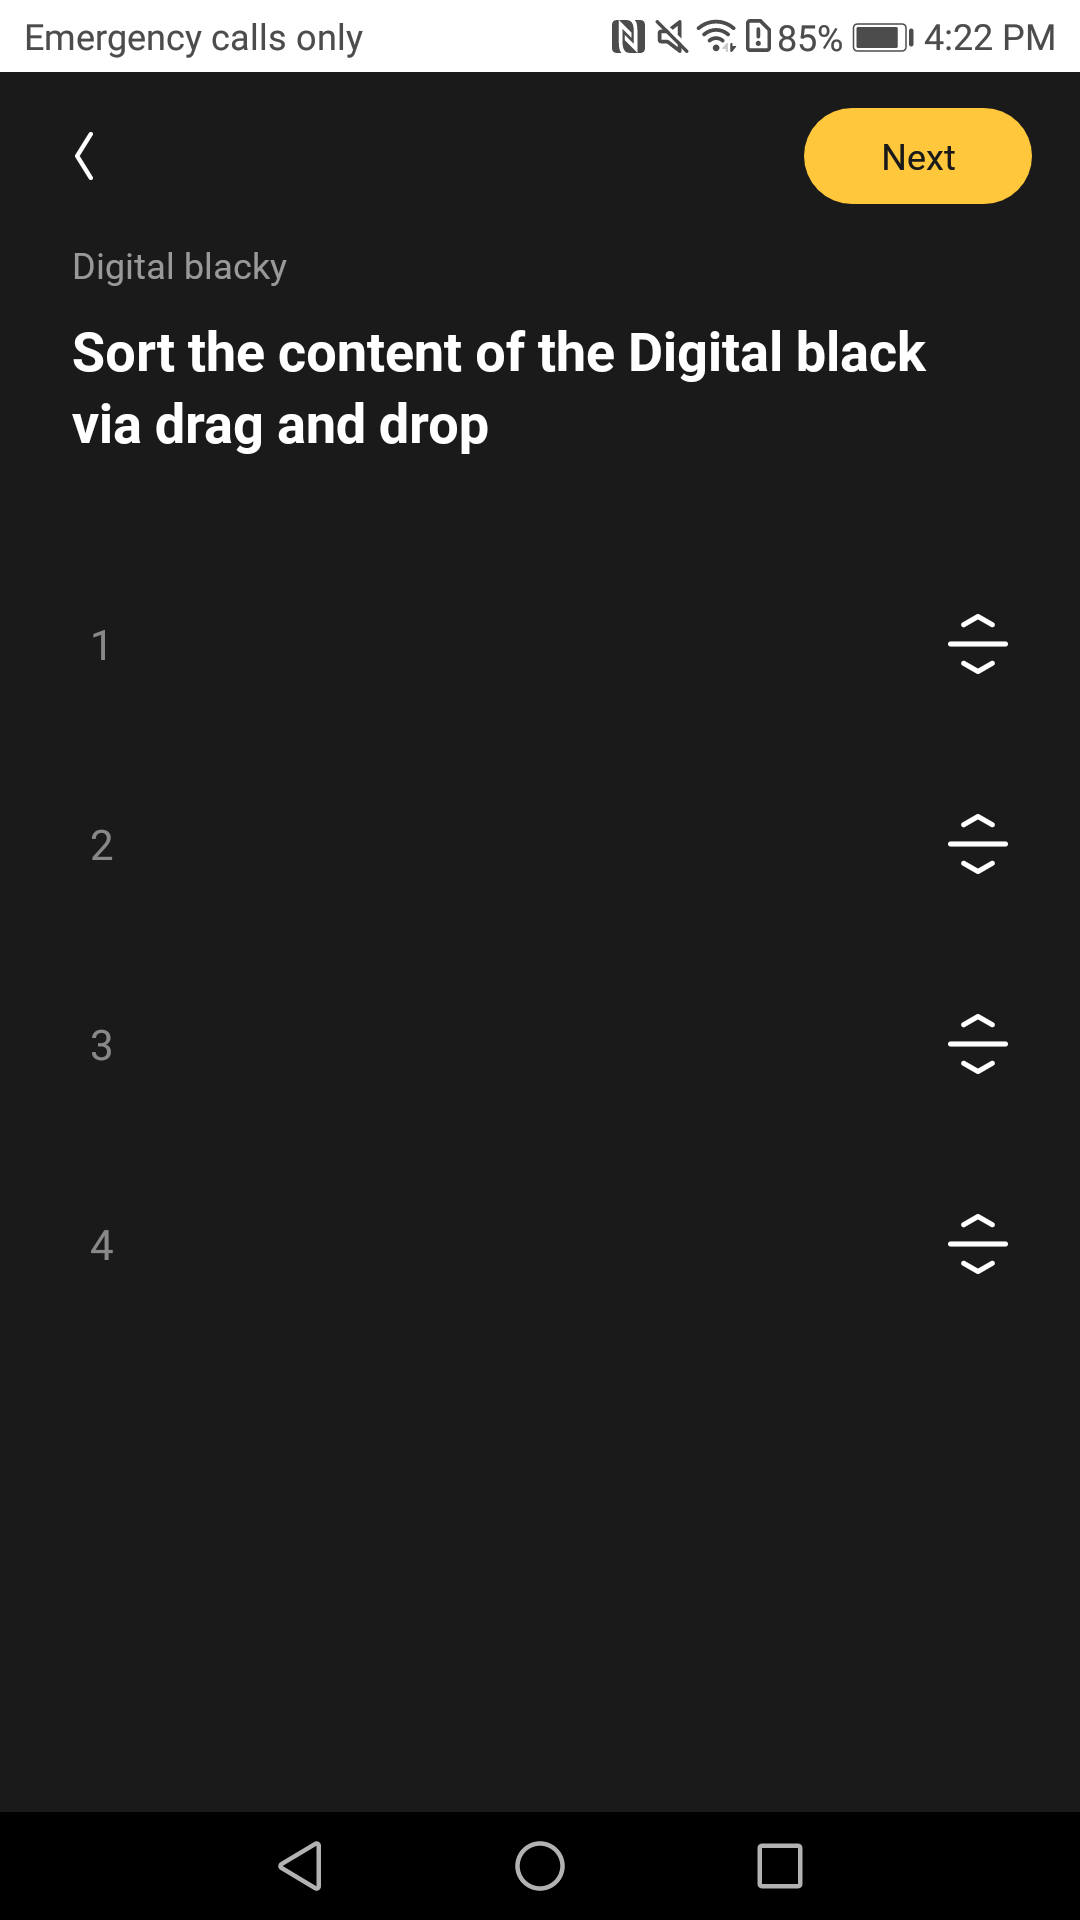 Emergency calls only 85% 4:22 PM
Next
Digital blacky
Sort the content of the Digital black
via drag and drop
1
2
3
4